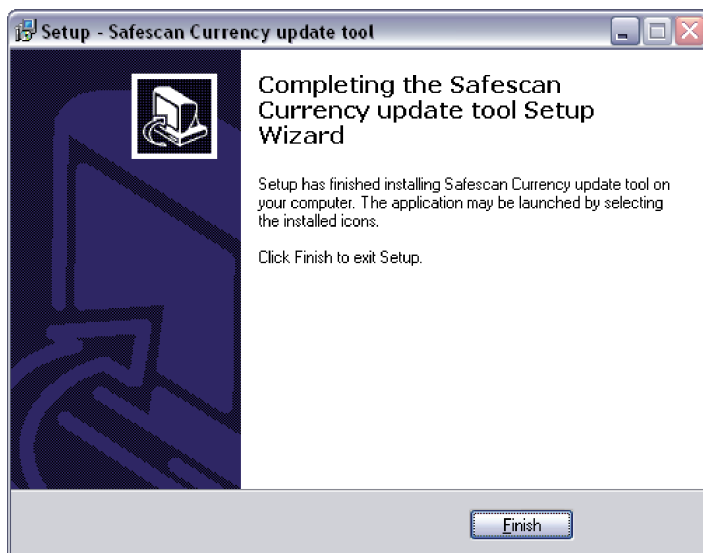 Setup - Safescan Currency update tool
Completing the Safescan
Currency update tool Setup
Wizard
Setup has finished installing Safescan Currency update tool on
your computer. The application may be launched by selecting
the installed icons.
Click Finish to exit Setup.
Finish